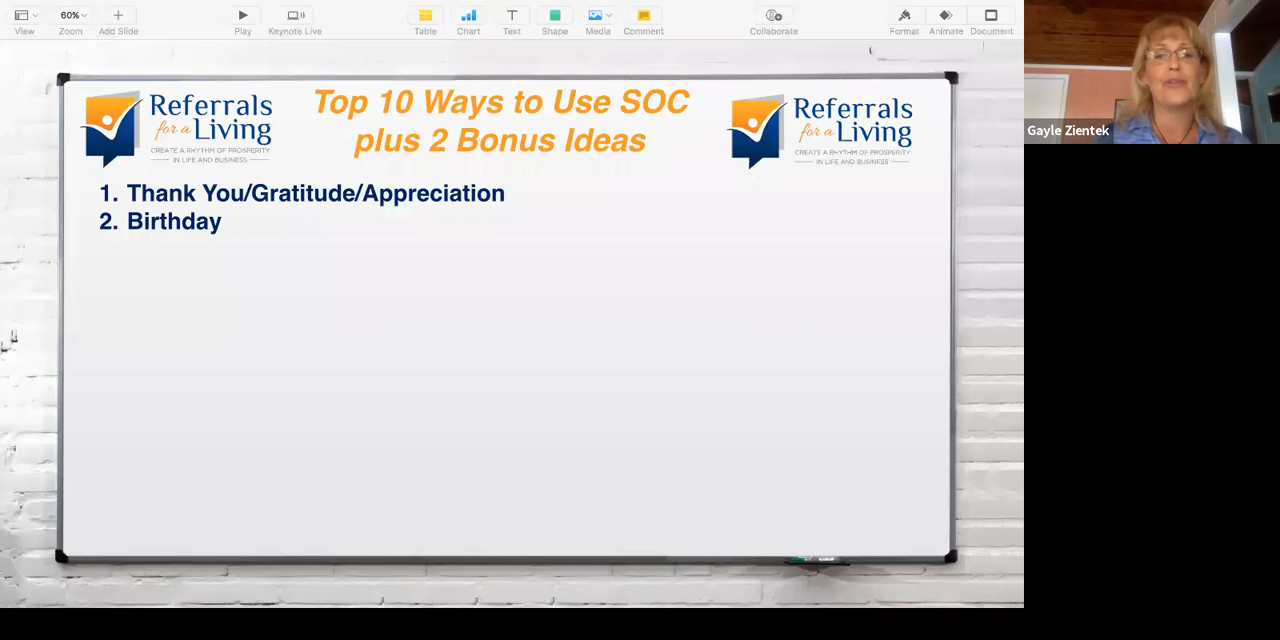 View
60%
Zoom
Add Slide
Play
Keynote Live
Table
Chart
Text
Shape
Media
Comment
Collaborate
Format
Animate
Document
Gayle Zientek
Referrals
for a Living
CREATE A RHYTHM OF PROSPERITY
IN LIFE AND BUSINESS
Top 10 Ways to Use SOC
plus 2 Bonus Ideas
Referrals
for a Living
CREATE A RHYTHM OF PROSPERITY
IN LIFE AND BUSINESS
1. Thank You/Gratitude/Appreciation
2. Birthday